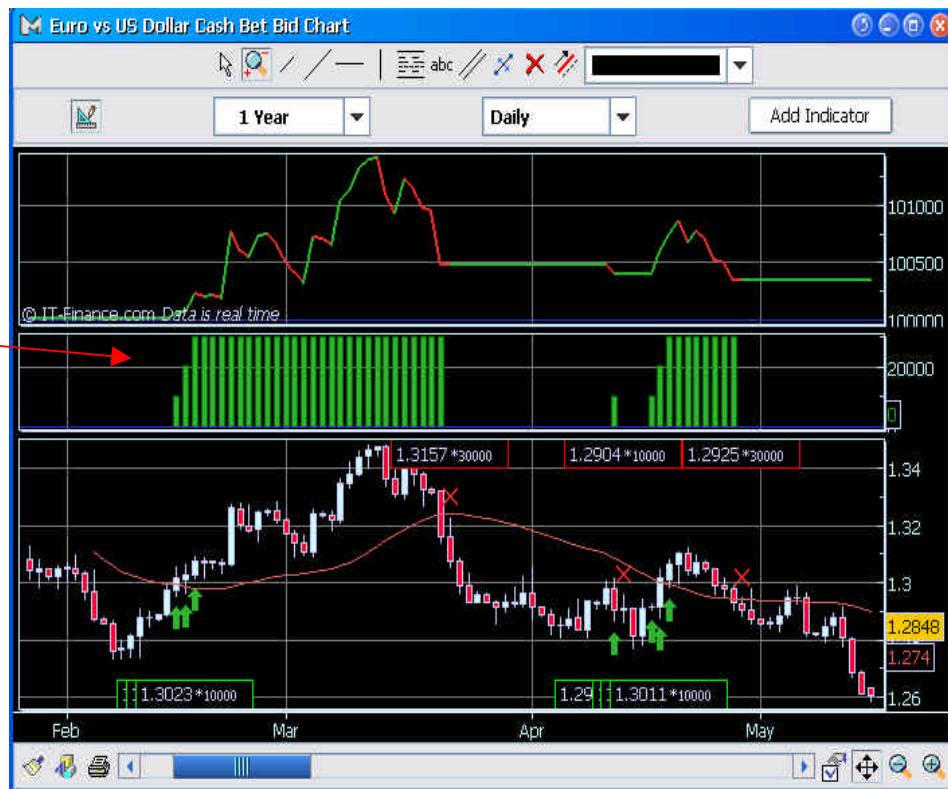 Euro vs US Dollar Cash Bet Bid Chart
abc
1 Year Daily Add Indicator
101000
100500
© IT-Finance.com Data is real time 100000
20000
0
1.3157 *30000 1.2904 *10000 1.2925 *30000
1.34
1.32
1.3
1.2848
1.274
1.3023 *10000 1.29 1.3011 *10000
1.26
Feb Mar Apr May